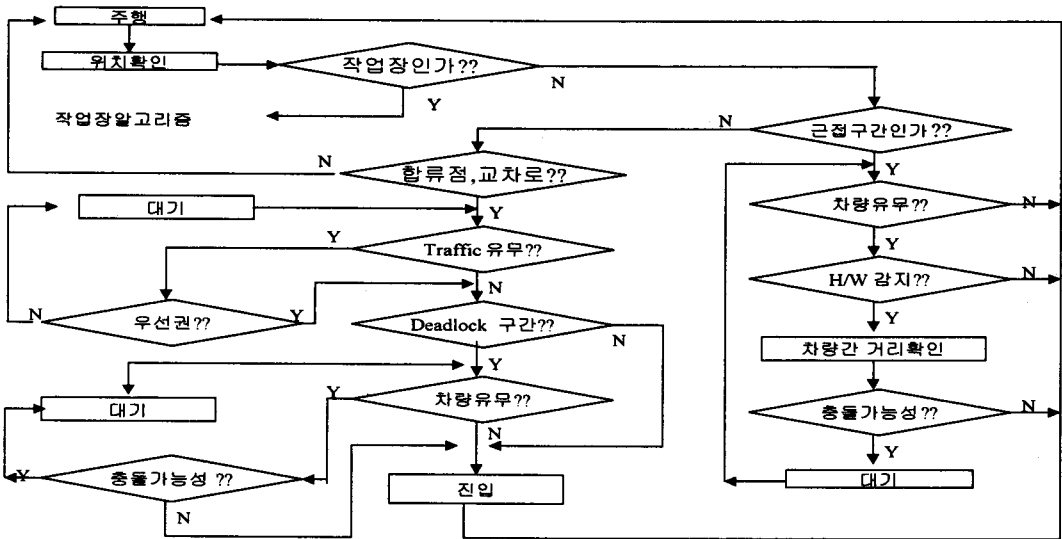 주행
위치확인
작업장인가??
N
Y
작업장알고리즘
N
근접구간인가??
N
합류점,교차로??
Y
차량유무??
N
대기
Y
Y
Traffic 유무??
Y
H/W 감지??
N
N
우선권??
Y
N
Deadlock 구간??
N
Y
차량간 거리확인
Y
대기
Y
차량유무??
충돌가능성??
N
N
Y
충돌가능성 ??
Y
진입
대기
N